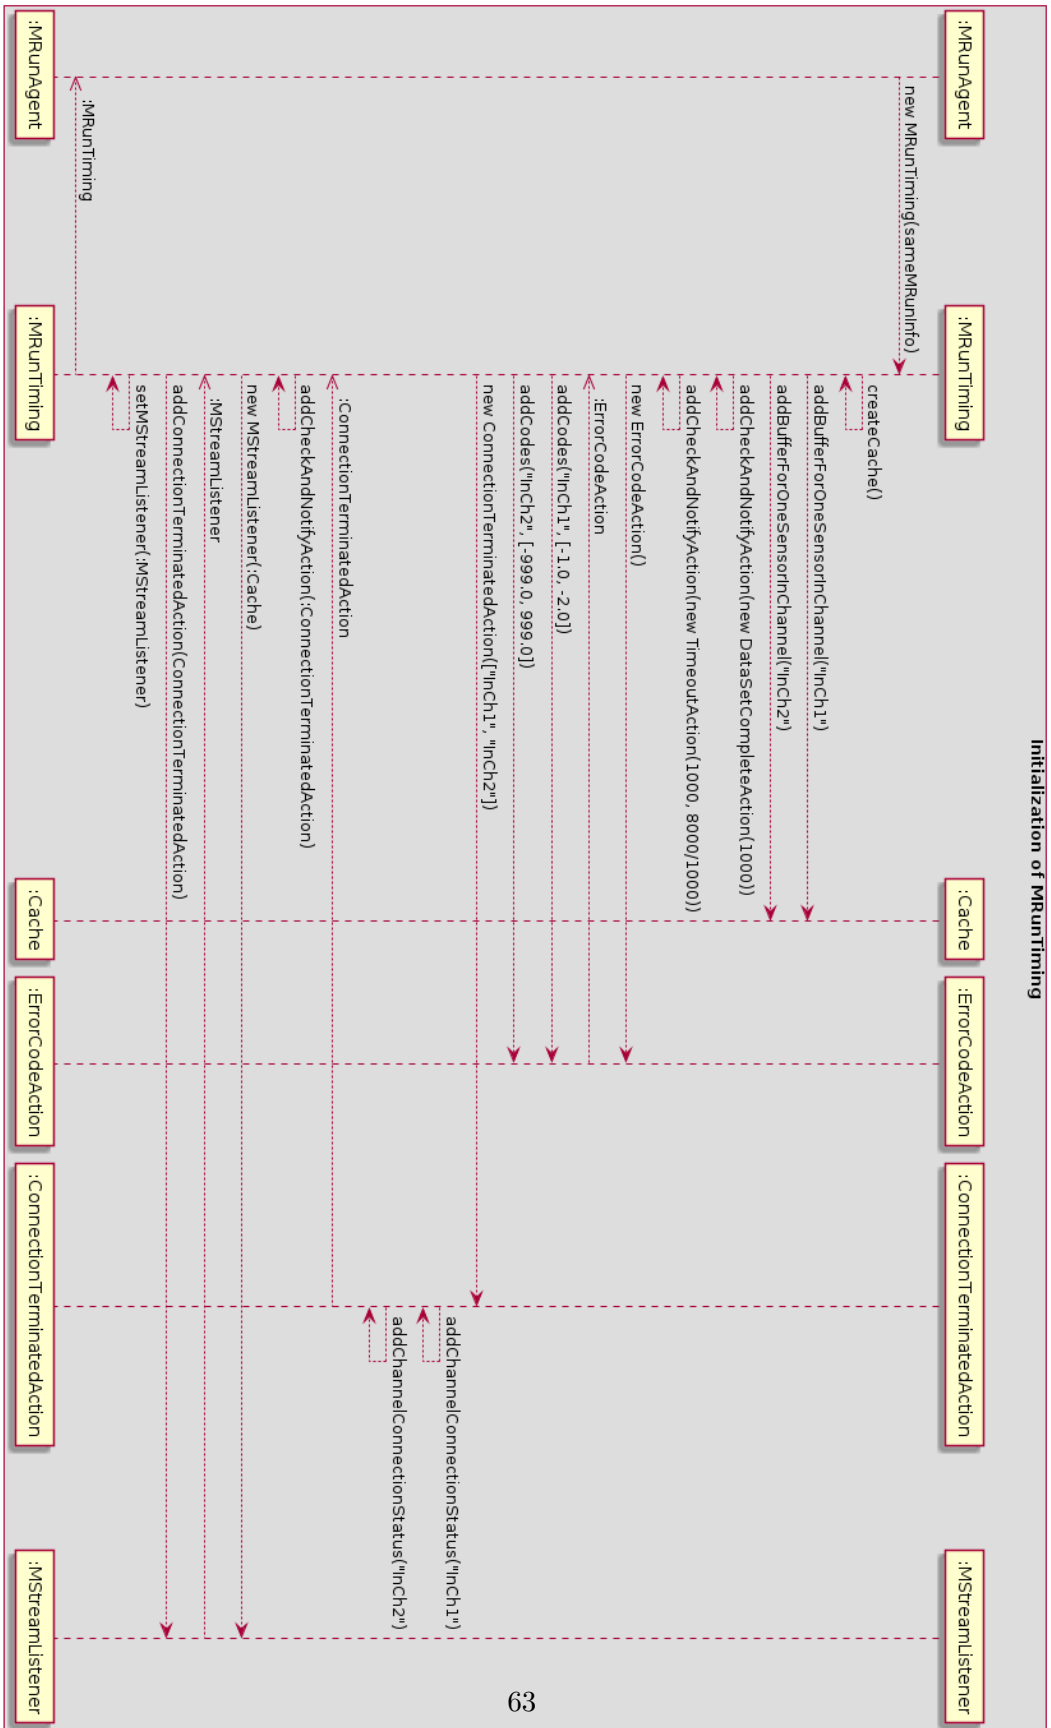 Initialization of MRunTiming
:MRunAgent
:MRunTiming
:Cache
:ErrorCodeAction
:ConnectionTerminatedAction
:MStreamListener
new MRunTiming(sameMRunInfo)
createCache()
addBufferForOneSensorInChannel("InCh1")
addBufferForOneSensorInChannel("InCh2")
addCheckAndNotifyAction(new DataSetCompleteAction(1000))
addCheckAndNotifyAction(new TimeoutAction(1000, 8000/1000))
new ErrorCodeAction()
:ErrorCodeAction
addCodes("InCh1", [-1.0, -2.0])
addCodes("InCh2", [-999.0, 999.0])
new ConnectionTerminatedAction(["InCh1", "InCh2"])
addChannelConnectionStatus("InCh1")
addChannelConnectionStatus("InCh2")
:ConnectionTerminatedAction
addCheckAndNotifyAction(:ConnectionTerminatedAction)
new MStreamListener(:Cache)
:MStreamListener
addConnectionTerminatedAction(ConnectionTerminatedAction)
setMStreamListener(:MStreamListener)
:MRunTiming
:MRunAgent
:MRunTiming
:Cache
:ErrorCodeAction
:ConnectionTerminatedAction
:MStreamListener
63